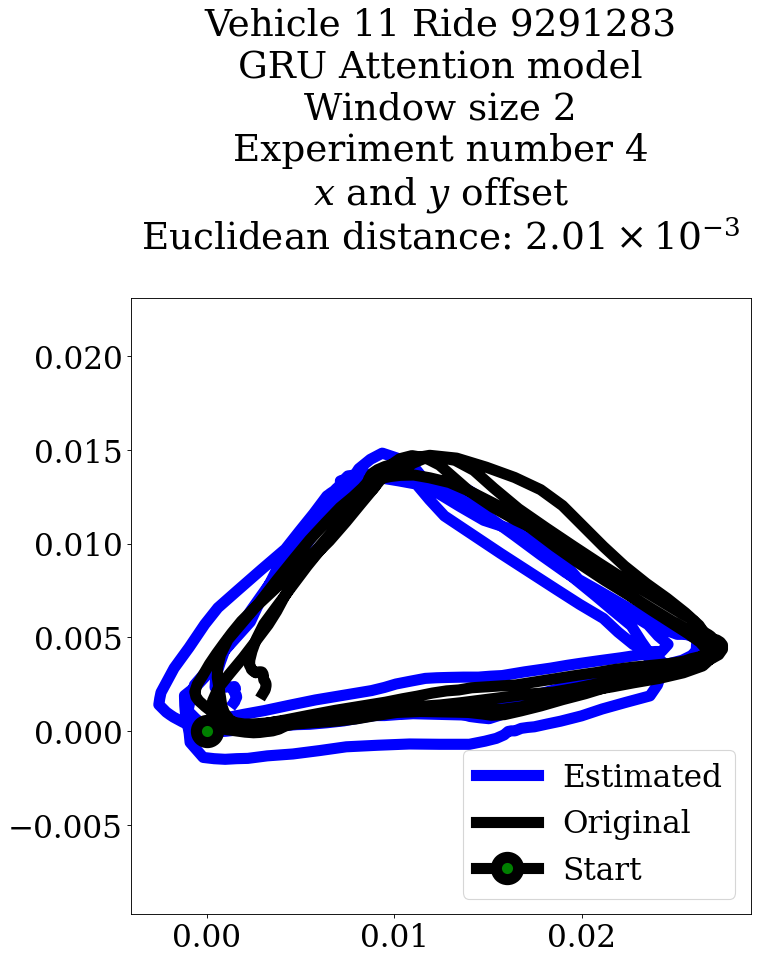 Vehicle 11 Ride 9291283
GRU Attention model
Window size 2
Experiment number 4
x and y offset
Euclidean distance: 2.01 × 10⁻³
0.020
0.015
0.010
0.005
0.000
−0.005
Estimated
Original
Start
0.00 0.01 0.02